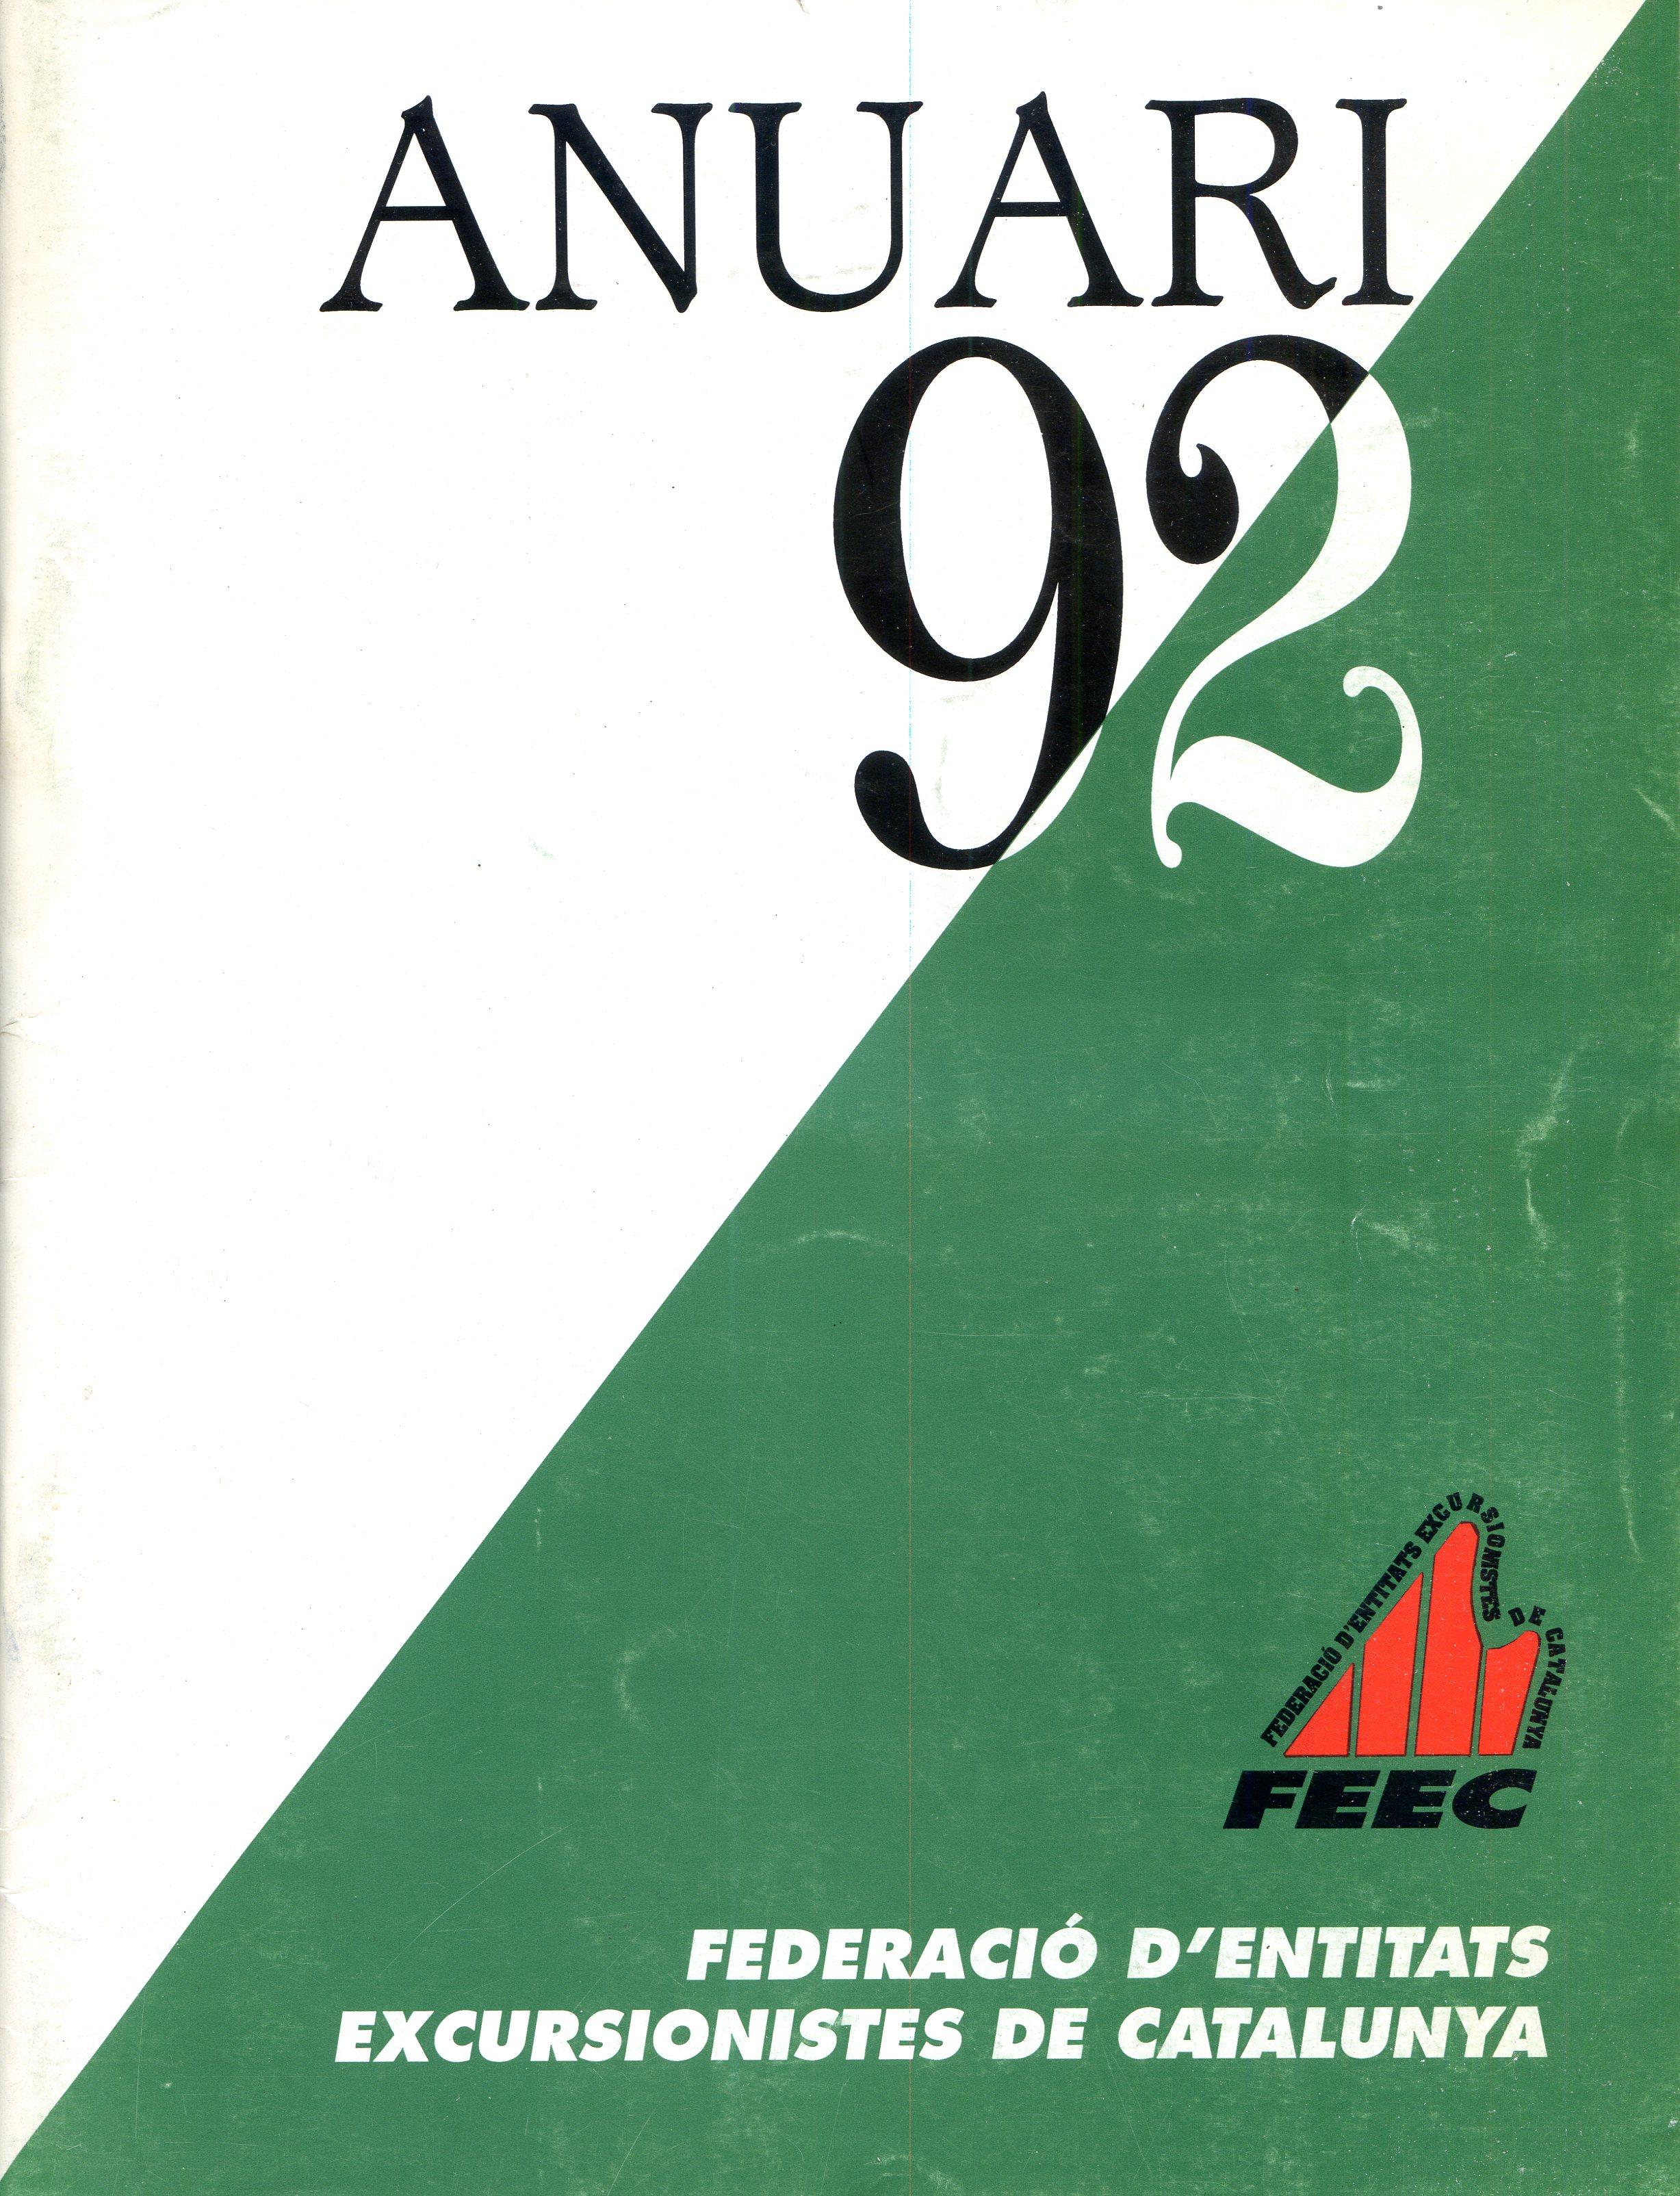 ANUARI
92
FEDERACIÓ D'ENTITATS EXCURSIONISTES DE CATALUNYA
FEEC
FEDERACIÓ D'ENTITATS
EXCURSIONISTES DE CATALUNYA